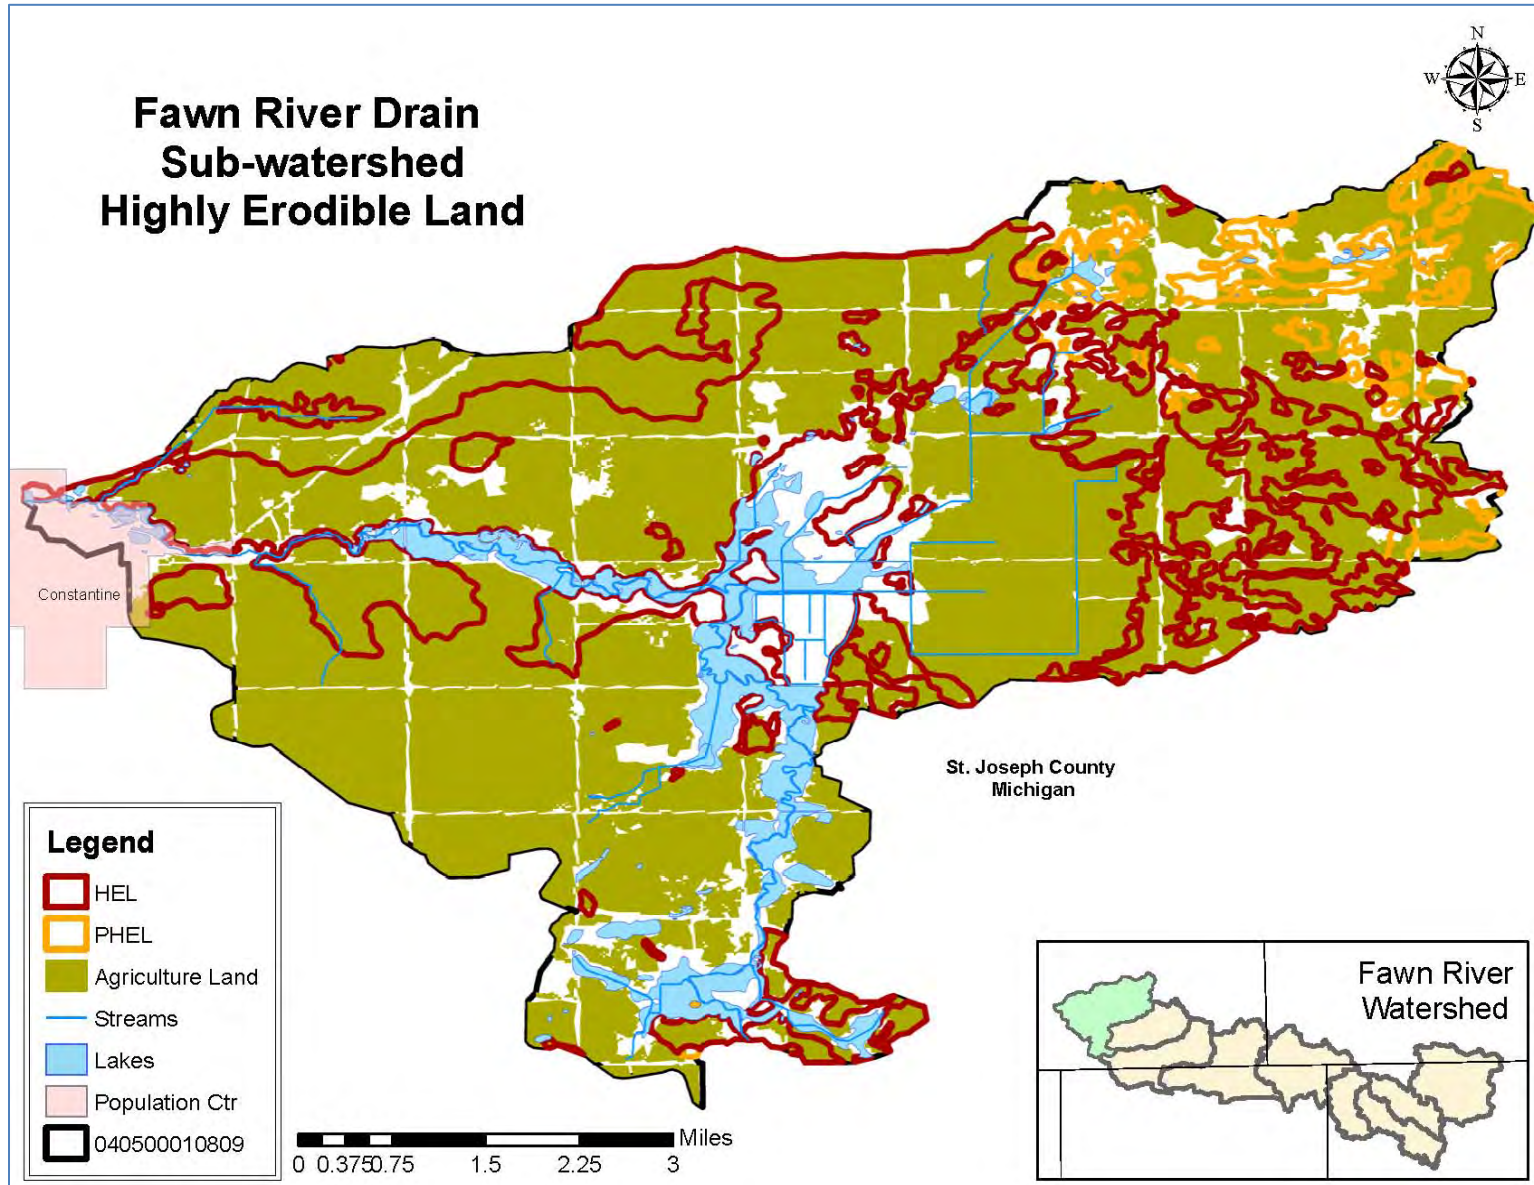 Fawn River Drain
Sub-watershed
Highly Erodible Land
N
W
E
S
Constantine
St. Joseph County
Michigan
Legend
HEL
PHEL
Agriculture Land
Streams
Lakes
Population Ctr
040500010809
Miles
0 0.375 0.75 1.5 2.25 3
Fawn River
Watershed